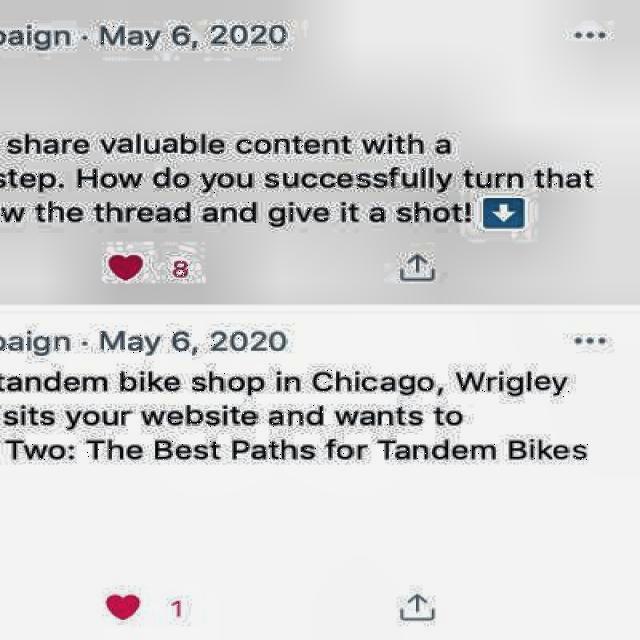 paign · May 6, 2020
share valuable content with a
step. How do you successfully turn that
w the thread and give it a shot!
8
paign · May 6, 2020
tandem bike shop in Chicago, Wrigley
sits your website and wants to
Two: The Best Paths for Tandem Bikes
1